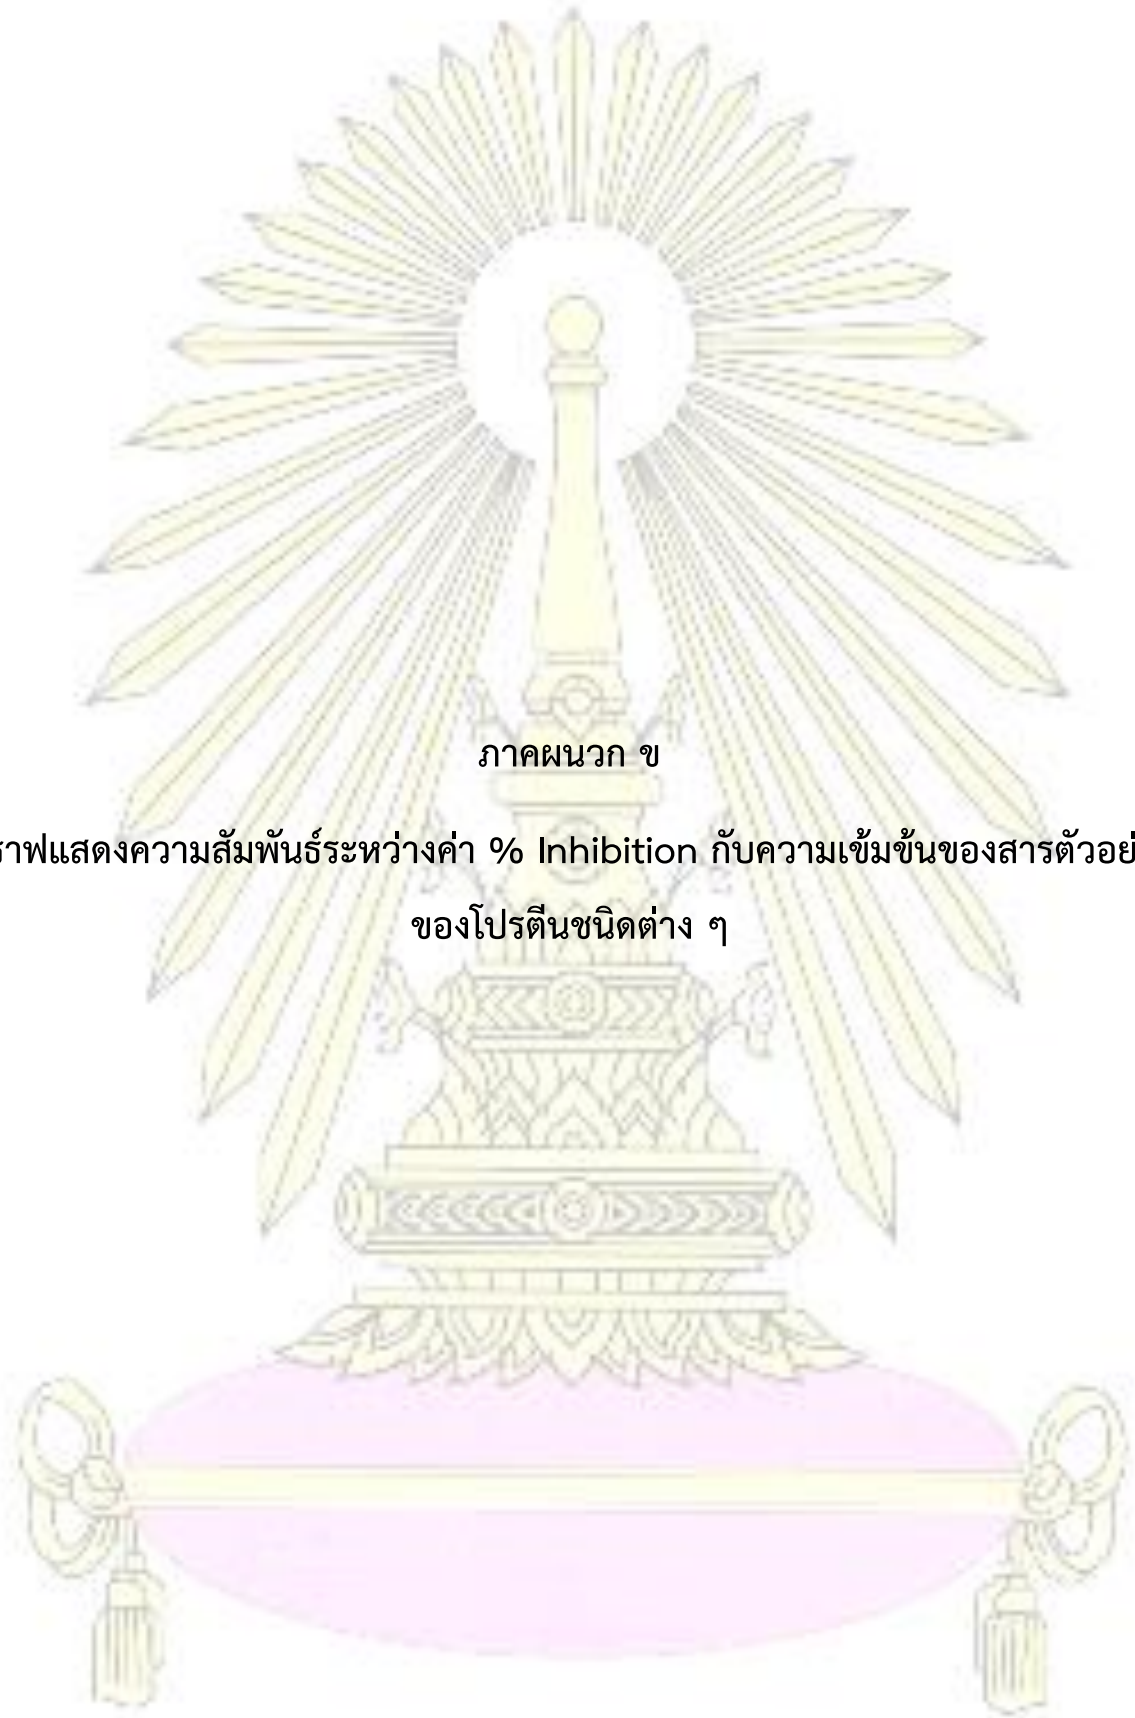 ภาคผนวก ข
ราฟแสดงความสัมพันธ์ระหว่างค่า % Inhibition กับความเข้มข้นของสารตัวอย่
ของโปรตีนชนิดต่าง ๆ